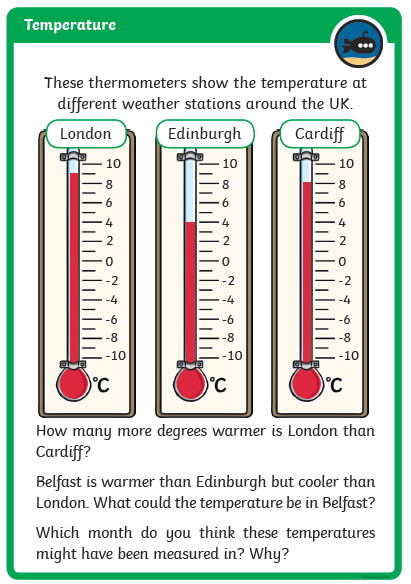 Temperature
These thermometers show the temperature at
different weather stations around the UK.
London
Edinburgh
Cardiff
10
8
6
4
2
0
-2
-4
-6
-8
-10
°C
10
8
6
4
2
0
-2
-4
-6
-8
-10
°C
10
8
6
4
2
0
-2
-4
-6
-8
-10
°C
How many more degrees warmer is London than
Cardiff?
Belfast is warmer than Edinburgh but cooler than
London. What could the temperature be in Belfast?
Which month do you think these temperatures
might have been measured in? Why?